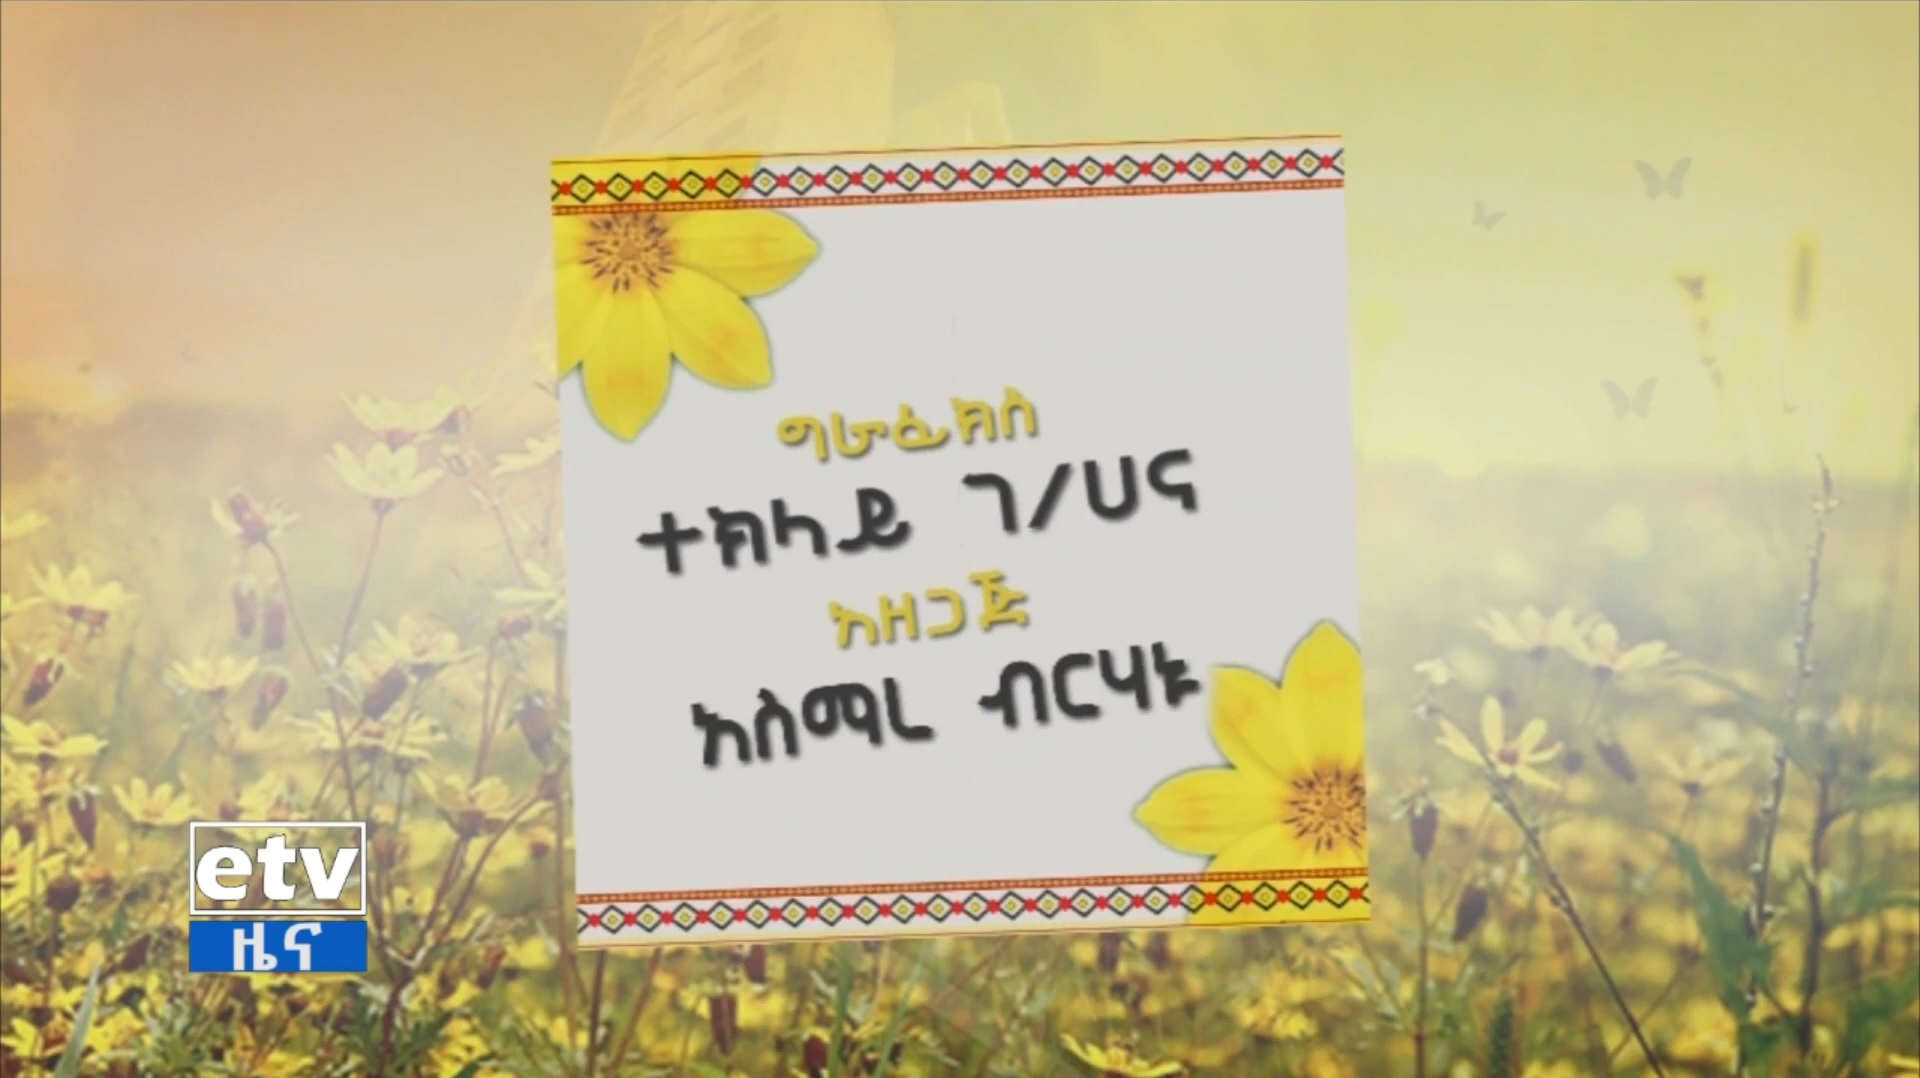 ግራፊክስ
ተክላይ ገ/ሀና
አዘጋጅ
አስማረ ብርሃኑ
etv
ዜና